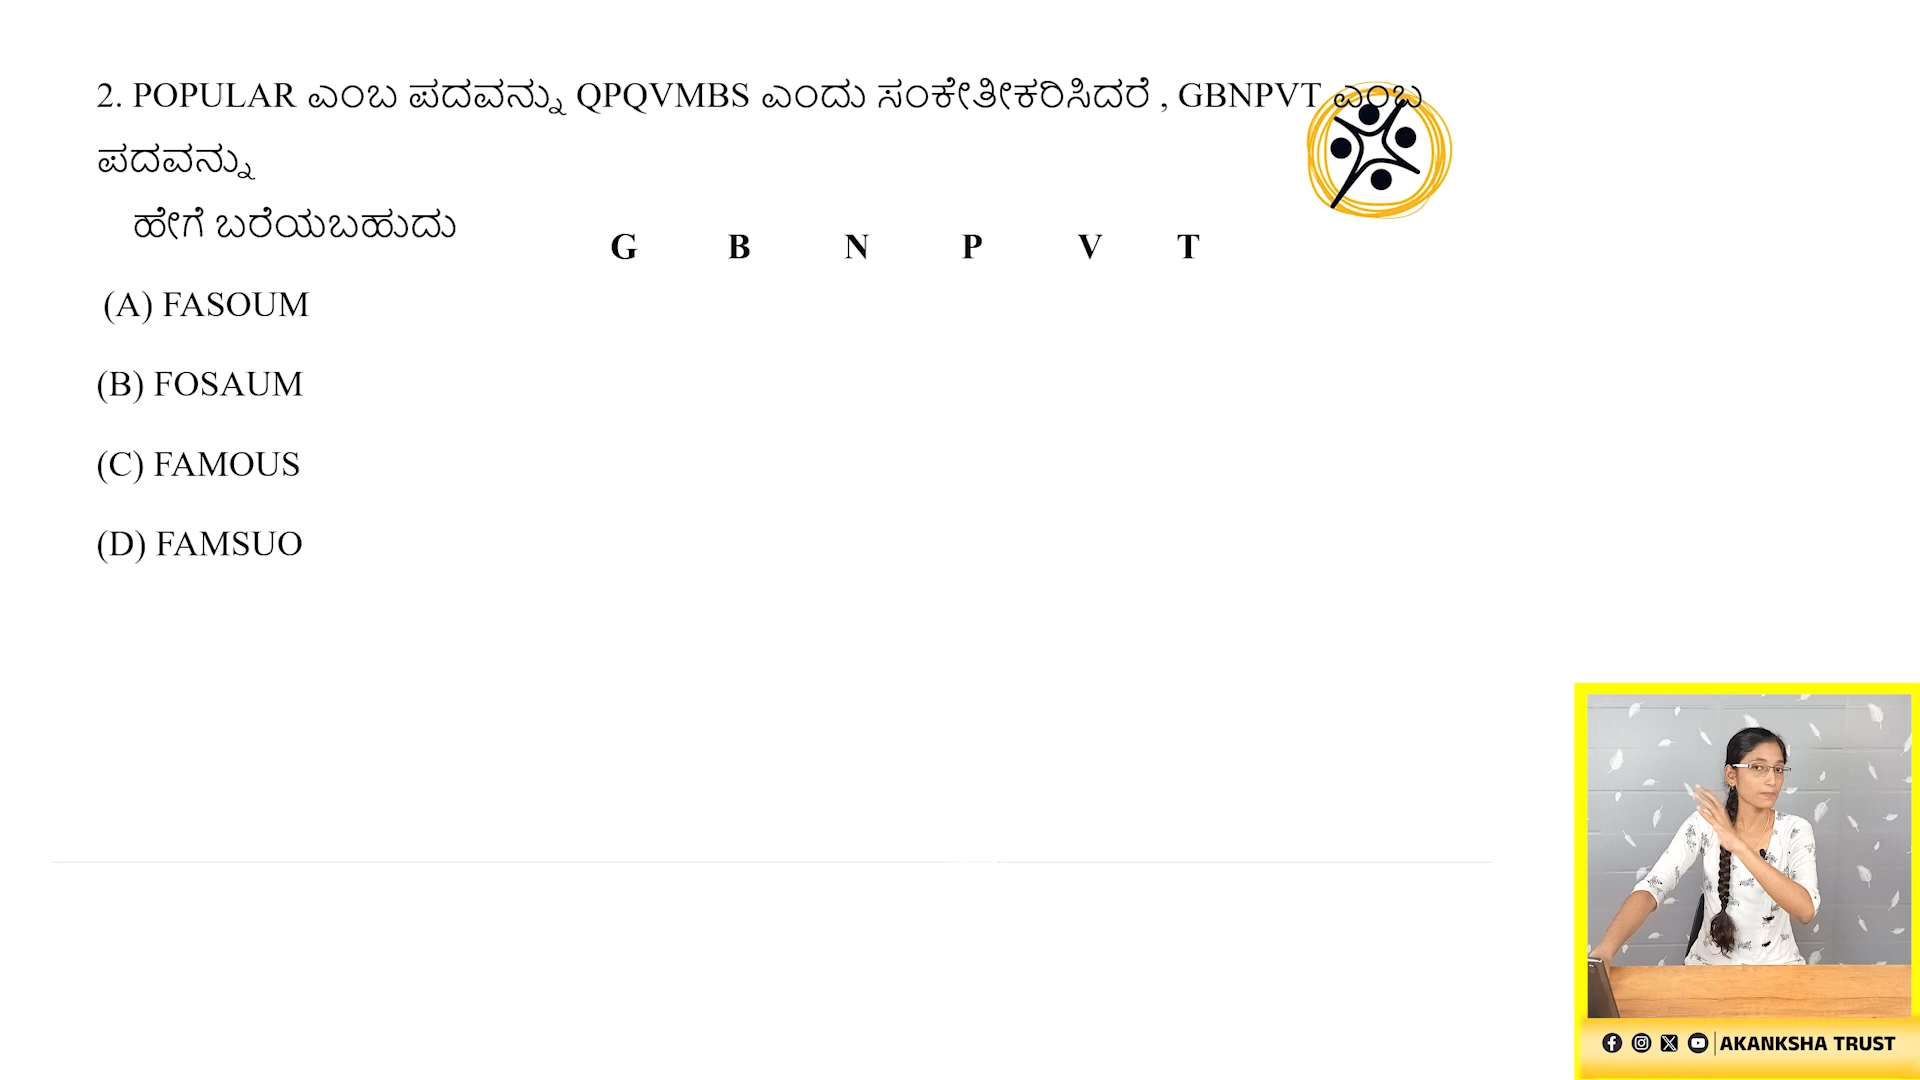 2. POPULAR ಎಂಬ ಪದವನ್ನು QPQVMBS ಎಂದು ಸಂಕೇತೀಕರಿಸಿದರೆ , GBNPVT ಎಂಬ
ಪದವನ್ನು
ಹೇಗೆ ಬರೆಯಬಹುದು
G B N P V T
(A) FASOUM
(B) FOSAUM
(C) FAMOUS
(D) FAMSUO
AKANKSHA TRUST